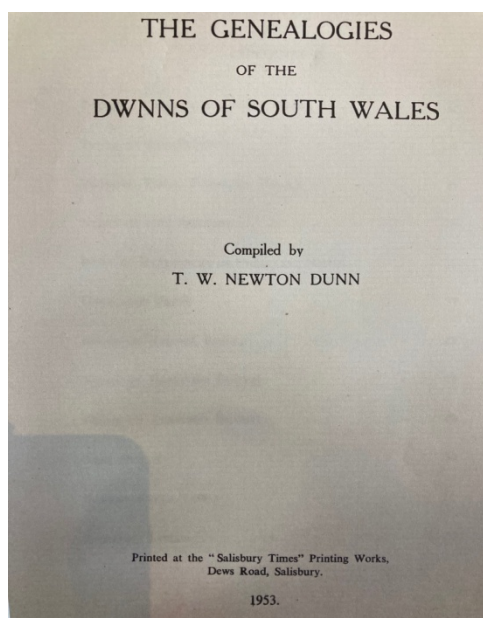 THE GENEALOGIES
OF THE
DWNNS OF SOUTH WALES
Compiled by
T. W. NEWTON DUNN
Printed at the "Salisbury Times" Printing Works,
Dews Road, Salisbury.
1953.